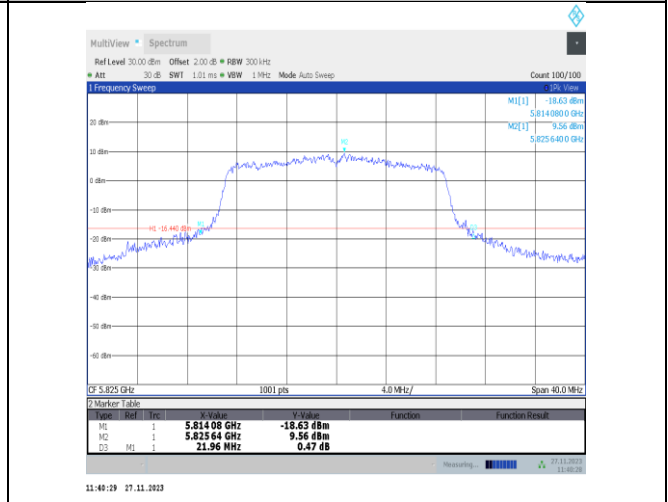 MultiView Spectrum
Ref Level 30.00 dBm Offset 2.00 dB RBW 300 kHz
Att 30 dB SWT 1.01 ms VBW 1 MHz Mode Auto Sweep Count 100/100
1 Frequency Sweep 1Pk View
M1[1] -18.63 dBm
5.8140800 GHz
M2[1] 9.56 dBm
5.8256400 GHz
20 dBm
M2
10 dBm
0 dBm
-10 dBm
H1 -16.440 dBm
-20 dBm
-30 dBm
-40 dBm
-50 dBm
-60 dBm
CF 5.825 GHz 1001 pts 4.0 MHz/ Span 40.0 MHz
2 Marker Table
Type Ref Trc X-Value Y-Value Function Function Result
M1 1 5.81408 GHz -18.63 dBm
M2 1 5.82564 GHz 9.56 dBm
D3 M1 1 21.96 MHz 0.47 dB
Measuring... 27.11.2023
11:40:28
11:40:29 27.11.2023